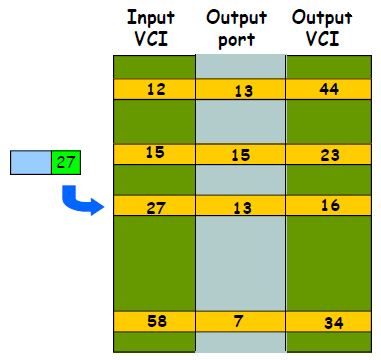 Input Output Output
VCI port VCI
12 13 44
15 15 23
27
27 13 16
58 7 34